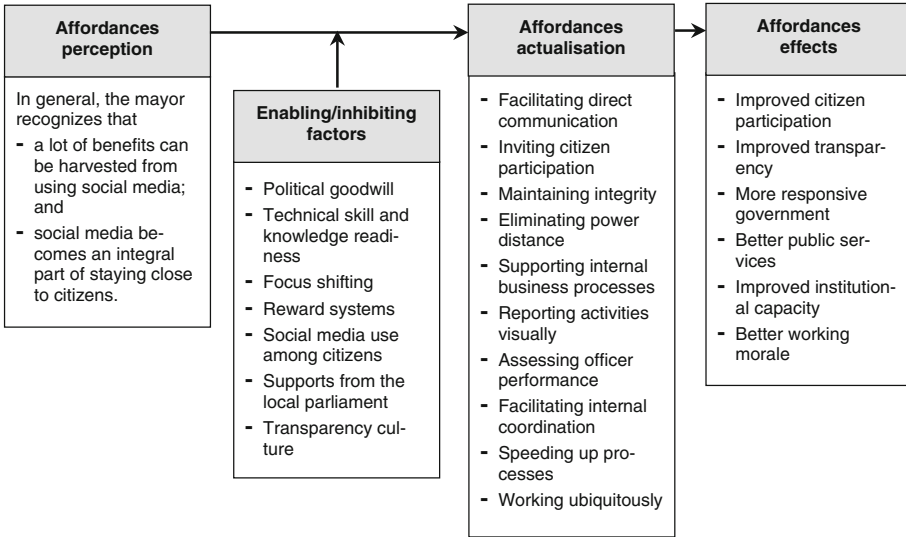 Affordances
perception
In general, the mayor
recognizes that
- a lot of benefits can
be harvested from
using social media;
and
- social media be-
comes an integral
part of staying close
to citizens.
Enabling/inhibiting
factors
- Political goodwill
- Technical skill and
knowledge readi-
ness
- Focus shifting
- Reward systems
- Social media use
among citizens
- Supports from the
local parliament
- Transparency cul-
ture
Affordances
actualisation
- Facilitating direct
communication
- Inviting citizen
participation
- Maintaining integrity
- Eliminating power
distance
- Supporting internal
business processes
- Reporting activities
visually
- Assessing officer
performance
- Facilitating internal
coordination
- Speeding up pro-
cesses
- Working ubiquitously
Affordances
effects
- Improved citizen
participation
- Improved transpar-
ency
- More responsive
government
- Better public ser-
vices
- Improved institution-
al capacity
- Better working
morale